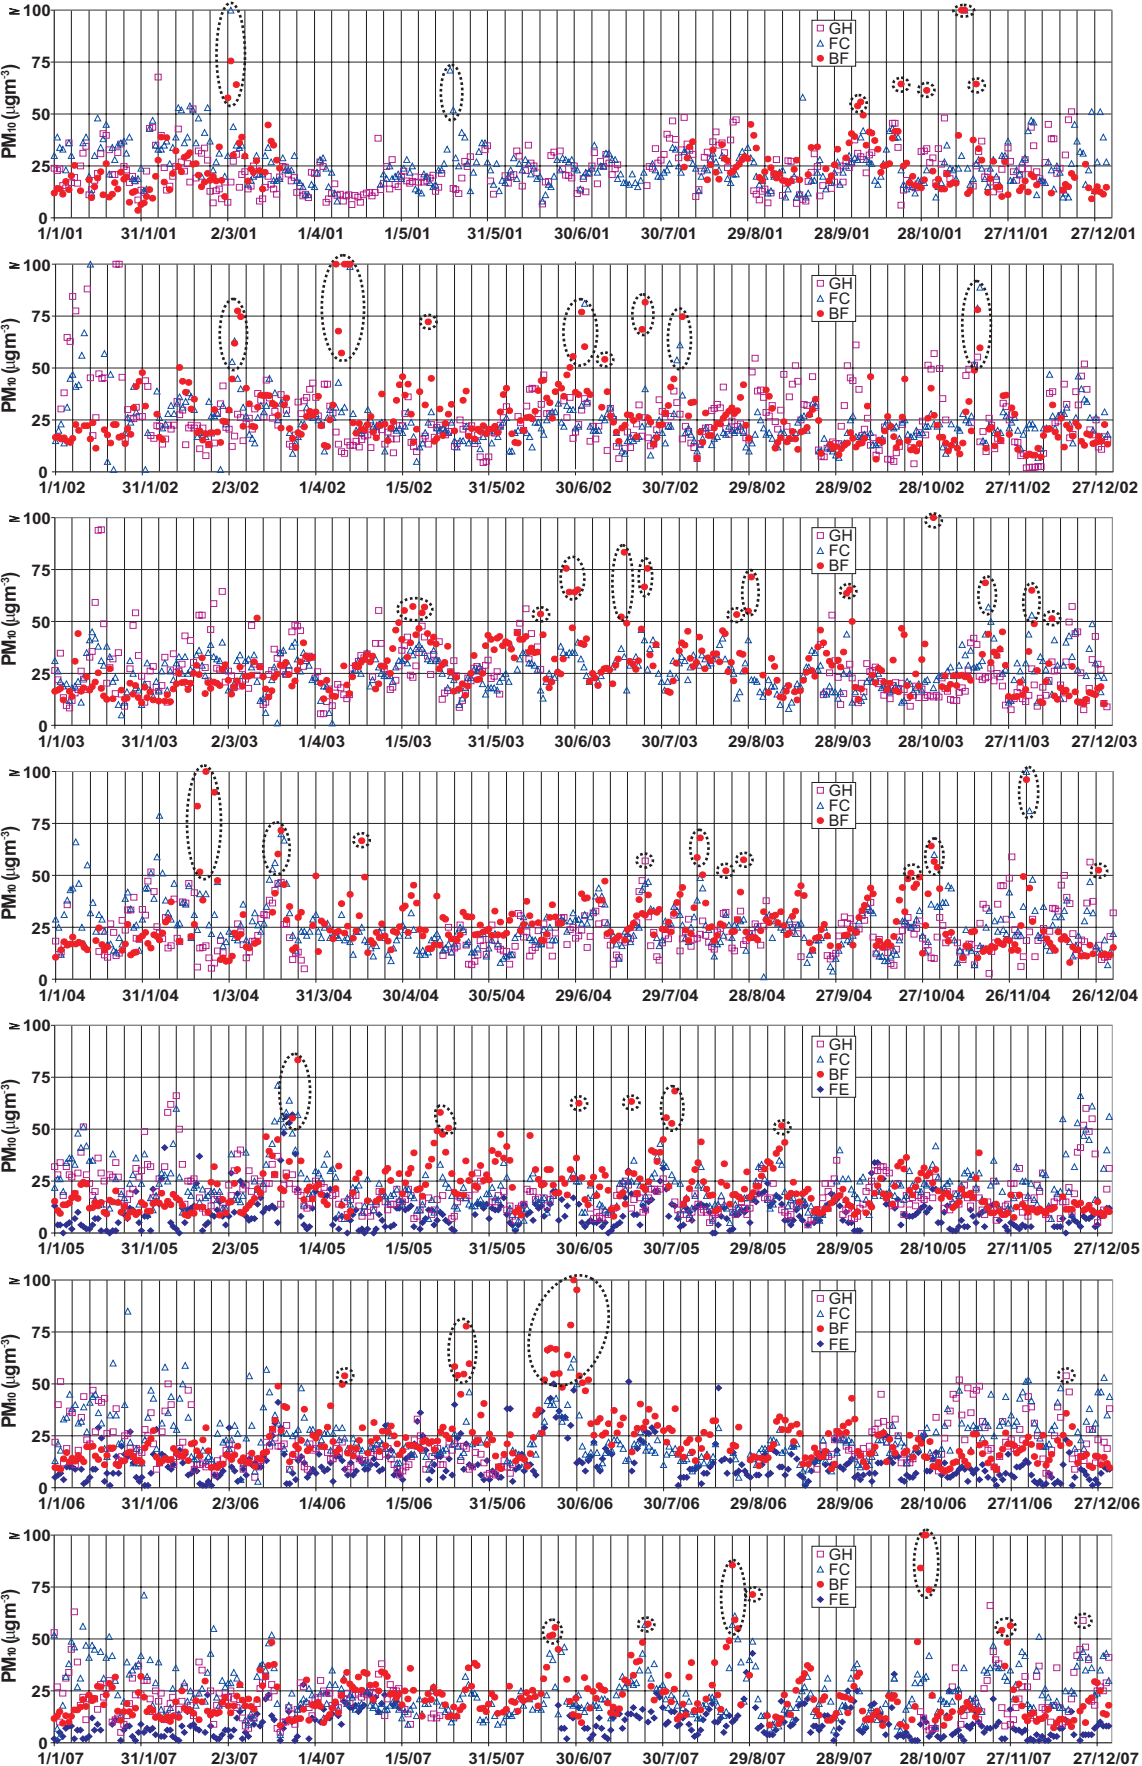 ≥ 100
75
50
25
0
PM10 (µgm-3)
GH
FC
BF
1/1/01 31/1/01 2/3/01 1/4/01 1/5/01 31/5/01 30/6/01 30/7/01 29/8/01 28/9/01 28/10/01 27/11/01 27/12/01
≥ 100
75
50
25
0
PM10 (µgm-3)
GH
FC
BF
1/1/02 31/1/02 2/3/02 1/4/02 1/5/02 31/5/02 30/6/02 30/7/02 29/8/02 28/9/02 28/10/02 27/11/02 27/12/02
≥ 100
75
50
25
0
PM10 (µgm-3)
GH
FC
BF
1/1/03 31/1/03 2/3/03 1/4/03 1/5/03 31/5/03 30/6/03 30/7/03 29/8/03 28/9/03 28/10/03 27/11/03 27/12/03
≥ 100
75
50
25
0
PM10 (µgm-3)
GH
FC
BF
1/1/04 31/1/04 1/3/04 31/3/04 30/4/04 30/5/04 29/6/04 29/7/04 28/8/04 27/9/04 27/10/04 26/11/04 26/12/04
≥ 100
75
50
25
0
PM10 (µgm-3)
GH
FC
BF
FE
1/1/05 31/1/05 2/3/05 1/4/05 1/5/05 31/5/05 30/6/05 30/7/05 29/8/05 28/9/05 28/10/05 27/11/05 27/12/05
≥ 100
75
50
25
0
PM10 (µgm-3)
GH
FC
BF
FE
1/1/06 31/1/06 2/3/06 1/4/06 1/5/06 31/5/06 30/6/06 30/7/06 29/8/06 28/9/06 28/10/06 27/11/06 27/12/06
≥ 100
75
50
25
0
PM10 (µgm-3)
GH
FC
BF
FE
1/1/07 31/1/07 2/3/07 1/4/07 1/5/07 31/5/07 30/6/07 30/7/07 29/8/07 28/9/07 28/10/07 27/11/07 27/12/07